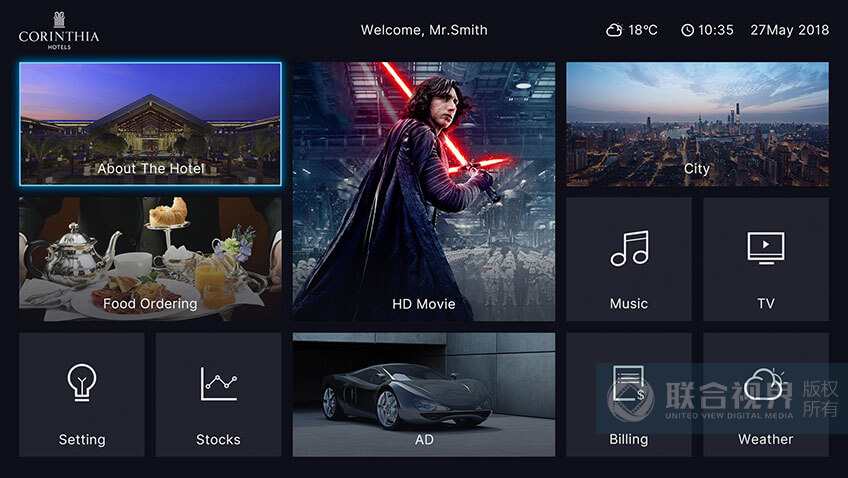 CORINTHIA
HOTELS
Welcome, Mr.Smith
18℃
10:35
27May 2018
About The Hotel
HD Movie
City
Food Ordering
Music
TV
Setting
Stocks
AD
Billing
Weather
联合视界
UNITED VIEW DIGITAL MEDIA
版权
所有